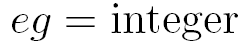 eg = integer